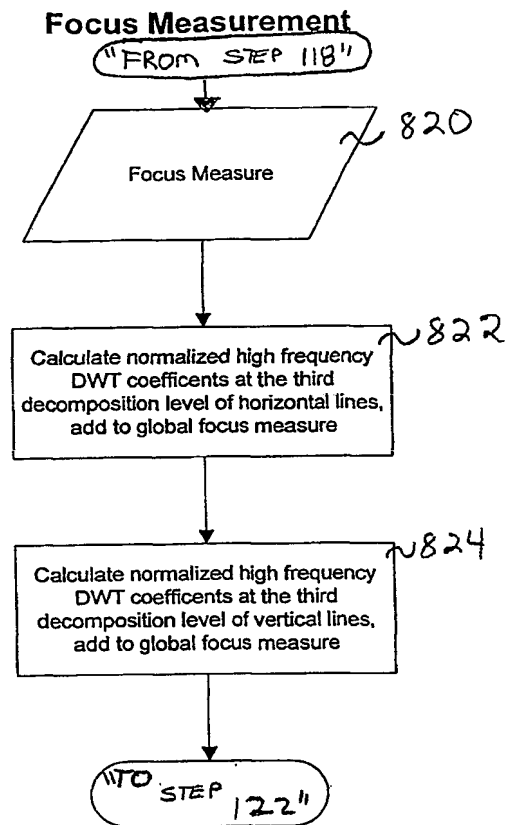 Focus Measurement
"FROM STEP 118"
820
Focus Measure
822
Calculate normalized high frequency
DWT coefficents at the third
decomposition level of horizontal lines,
add to global focus measure
824
Calculate normalized high frequency
DWT coefficents at the third
decomposition level of vertical lines,
add to global focus measure
"TO STEP
122"